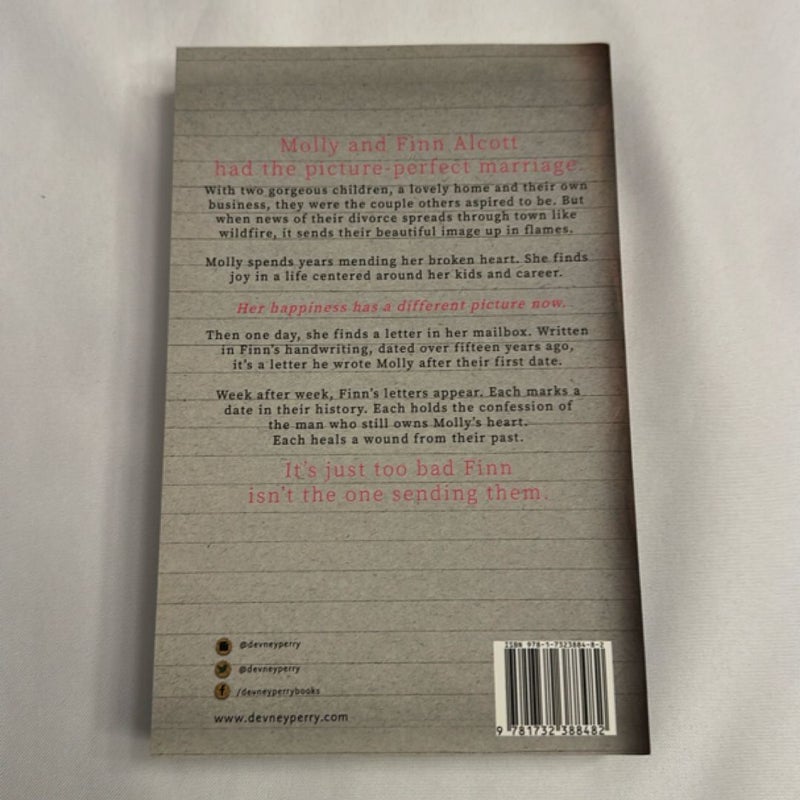 Molly and Finn Alcott
had the picture-perfect marriage.
With two gorgeous children, a lovely home and their own
business, they were the couple others aspired to be. But
when news of their divorce spreads through town like
wildfire, it sends their beautiful image up in flames.
Molly spends years mending her broken heart. She finds
joy in a life centered around her kids and career.
Her happiness has a different picture now.
Then one day, she finds a letter in her mailbox. Written
in Finn's handwriting, dated over fifteen years ago,
it's a letter he wrote Molly after their first date.
Week after week, Finn's letters appear. Each marks a
date in their history. Each holds the confession of
the man who still owns Molly's heart.
Each heals a wound from their past.
It's just too bad Finn
isn't the one sending them.
@devneyperry
@devneyperry
/devneyperrybooks
www.devneyperry.com
ISBN 978-1-7323884-8-2
9 781732 388482